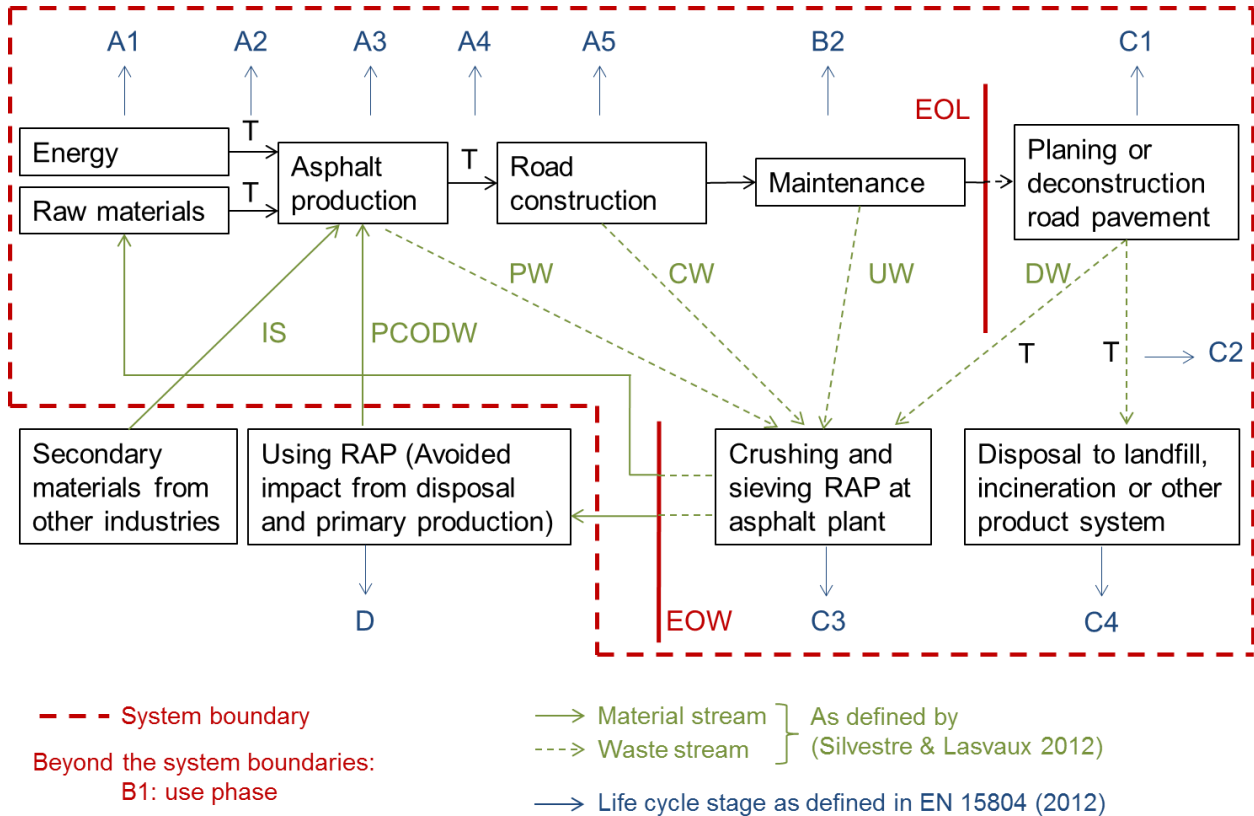 A1
A2
A3
A4
A5
B2
C1
EOL
Energy
T
Raw materials
T
Asphalt
production
T
Road
construction
Maintenance
Planing or
deconstruction
road pavement
PW
CW
UW
DW
IS
PCODW
T
T
C2
Secondary
materials from
other industries
Using RAP (Avoided
impact from disposal
and primary production)
Crushing and
sieving RAP at
asphalt plant
Disposal to landfill,
incineration or other
product system
D
EOW
C3
C4
System boundary
Beyond the system boundaries:
B1: use phase
Material stream
Waste stream
As defined by
(Silvestre & Lasvaux 2012)
Life cycle stage as defined in EN 15804 (2012)